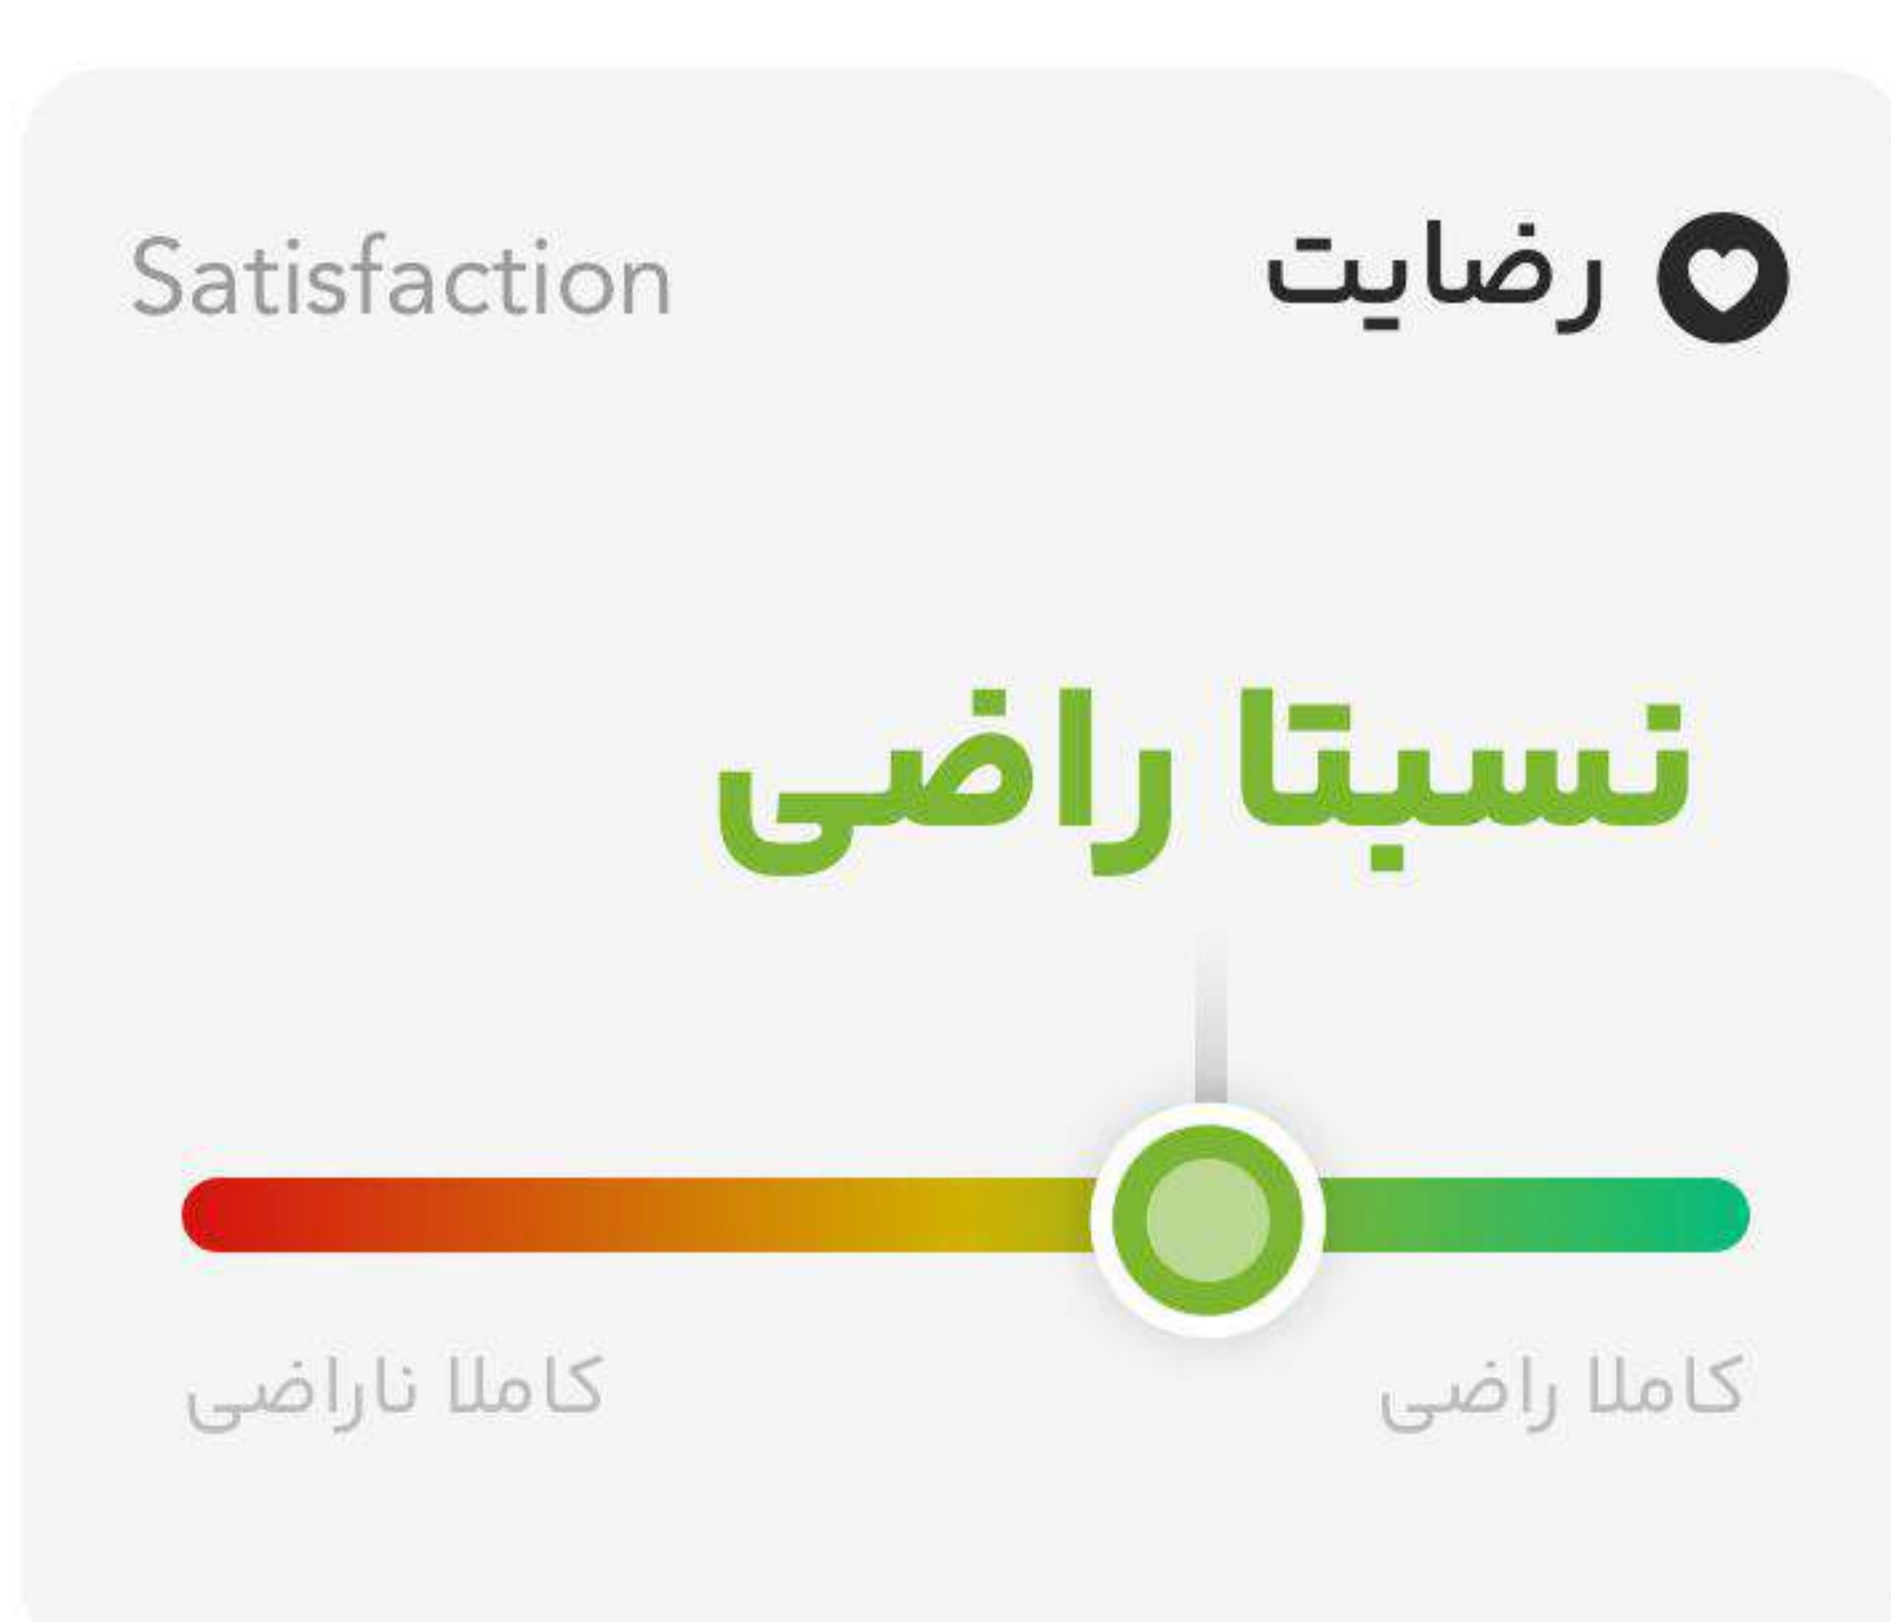 رضایت
Satisfaction
نسبتا راضی
کاملا راضی
کاملا ناراضی